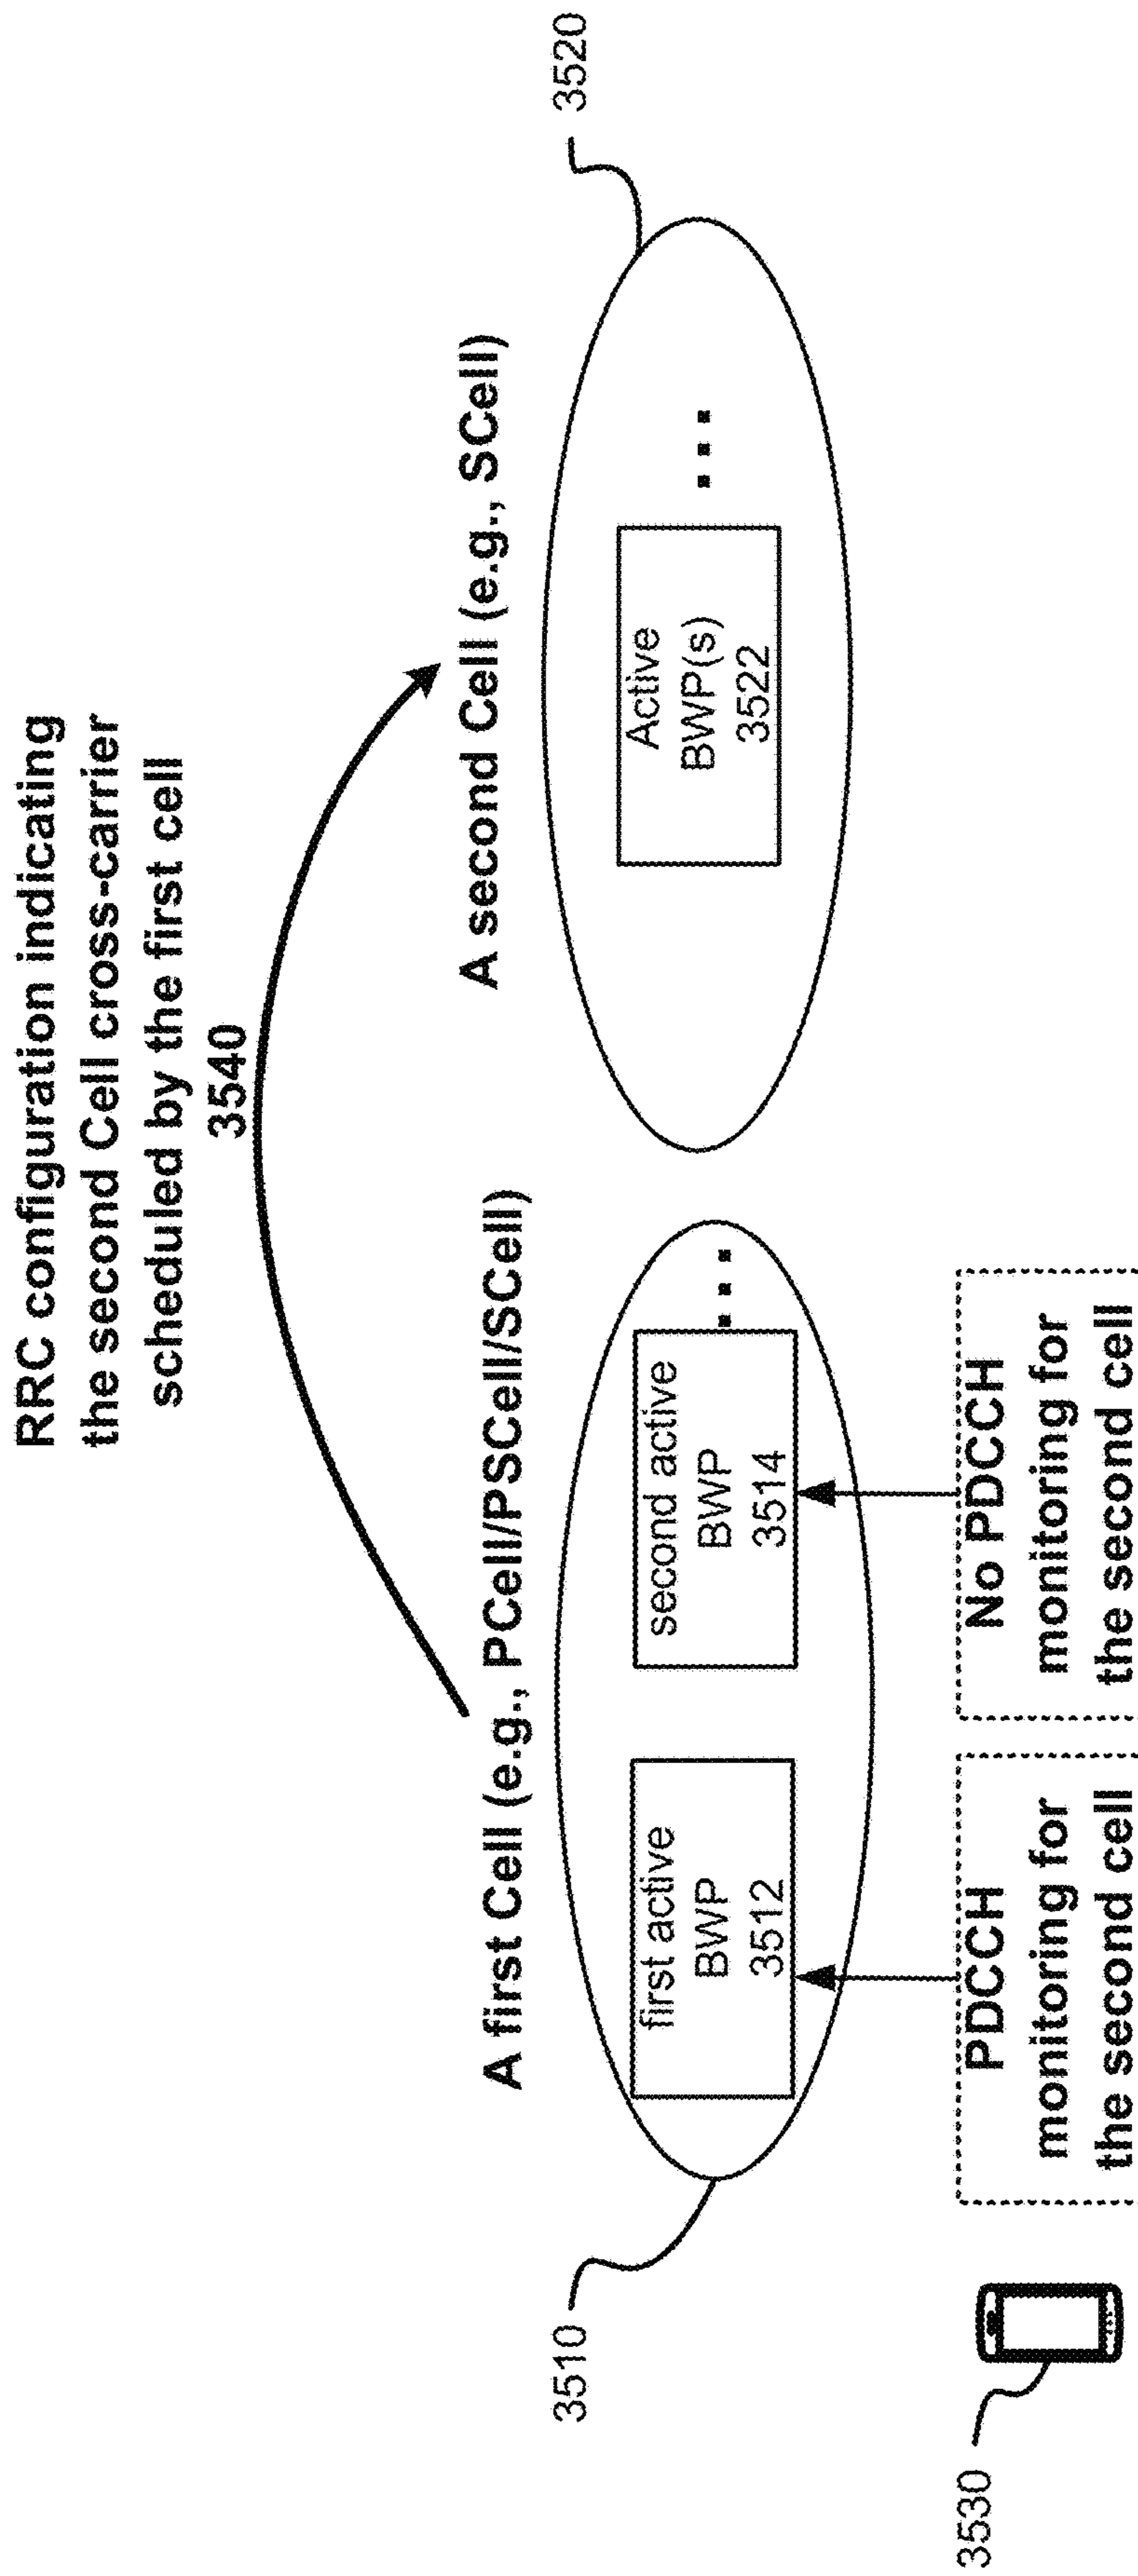 RRC configuration indicating
the second Cell cross-carrier
scheduled by the first cell
3540
A first Cell (e.g., PCell/PSCell/SCell)
A second Cell (e.g., SCell)
3510
first active
BWP
3512
second active
BWP
3514
Active
BWP(s)
3522
3520
3530
PDCCH
monitoring for
the second cell
No PDCCH
monitoring for
the second cell